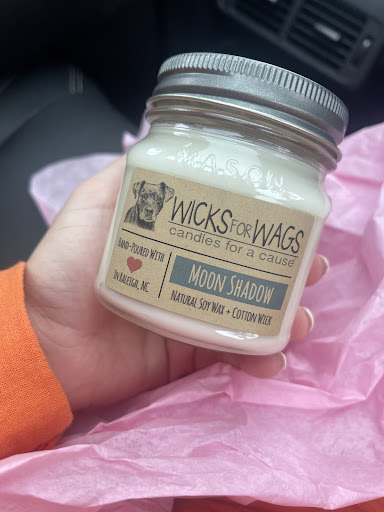 MASON
WICKS FOR WAGS
candles for a cause
HAND-POURED WITH
IN RALEIGH, NC
MOON SHADOW
NATURAL SOY WAX + COTTON WICK